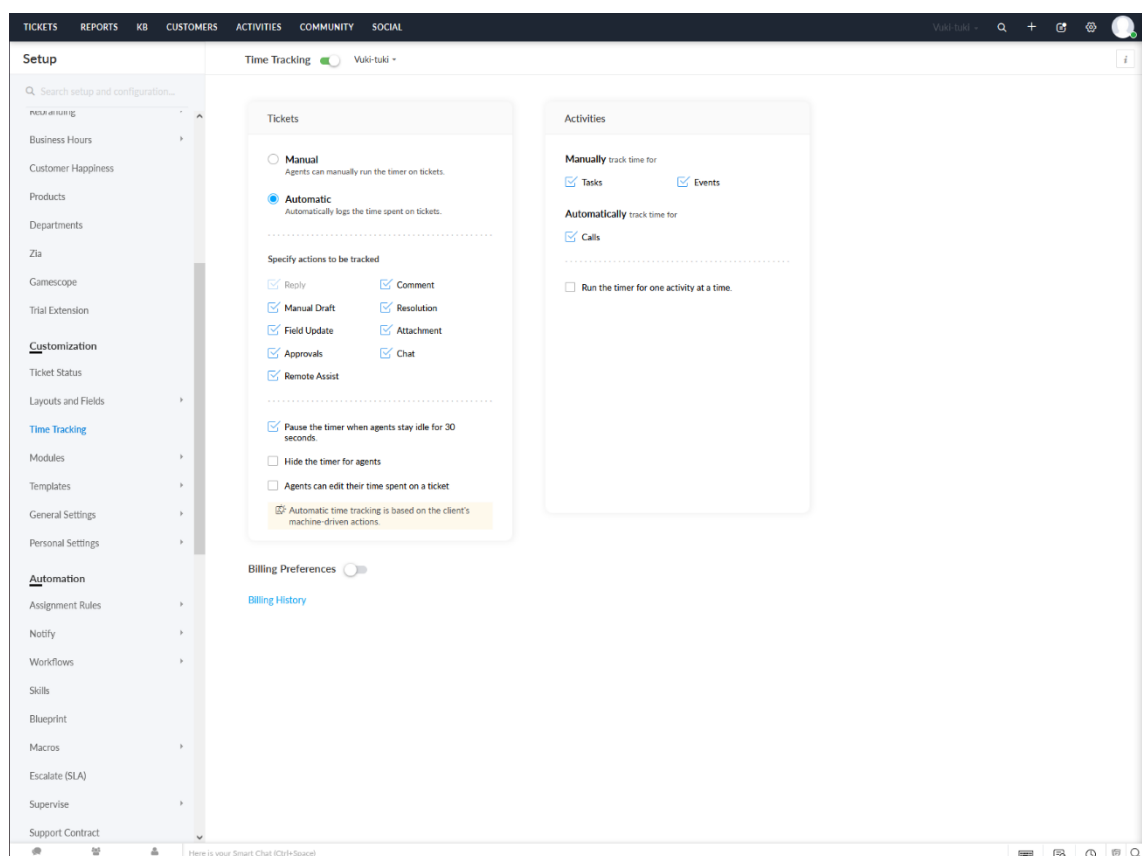 TICKETS REPORTS KB CUSTOMERS ACTIVITIES COMMUNITY SOCIAL Vuki-tuki
Setup
Search setup and configuration...
Rebranding
Business Hours
Customer Happiness
Products
Departments
Zia
Gamescope
Trial Extension
Customization
Ticket Status
Layouts and Fields
Time Tracking
Modules
Templates
General Settings
Personal Settings
Automation
Assignment Rules
Notify
Workflows
Skills
Blueprint
Macros
Escalate (SLA)
Supervise
Support Contract
Time Tracking Vuki-tuki
i
Tickets
Manual
Agents can manually run the timer on tickets.
Automatic
Automatically logs the time spent on tickets.
Specify actions to be tracked
Reply Comment
Manual Draft Resolution
Field Update Attachment
Approvals Chat
Remote Assist
Pause the timer when agents stay idle for 30
seconds.
Hide the timer for agents
Agents can edit their time spent on a ticket
Automatic time tracking is based on the client's
machine-driven actions.
Activities
Manually track time for
Tasks Events
Automatically track time for
Calls
Run the timer for one activity at a time.
Billing Preferences
Billing History
Here is your Smart Chat (Ctrl+Space)